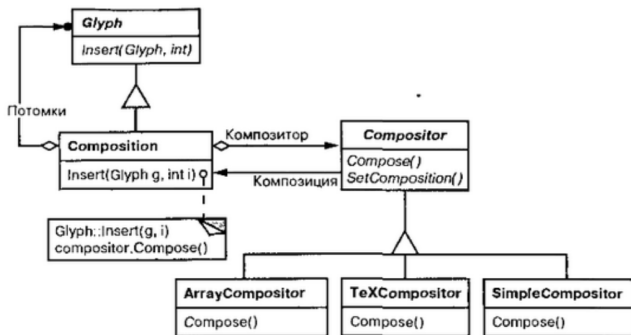 Glyph
Insert(Glyph, int)
Потомки
Composition
Insert(Glyph g, int i)
Композитор
Композиция
Compositor
Compose()
SetComposition()
Glyph::Insert(g, i)
compositor.Compose()
ArrayCompositor
Compose()
TeXCompositor
Compose()
SimpleCompositor
Compose()